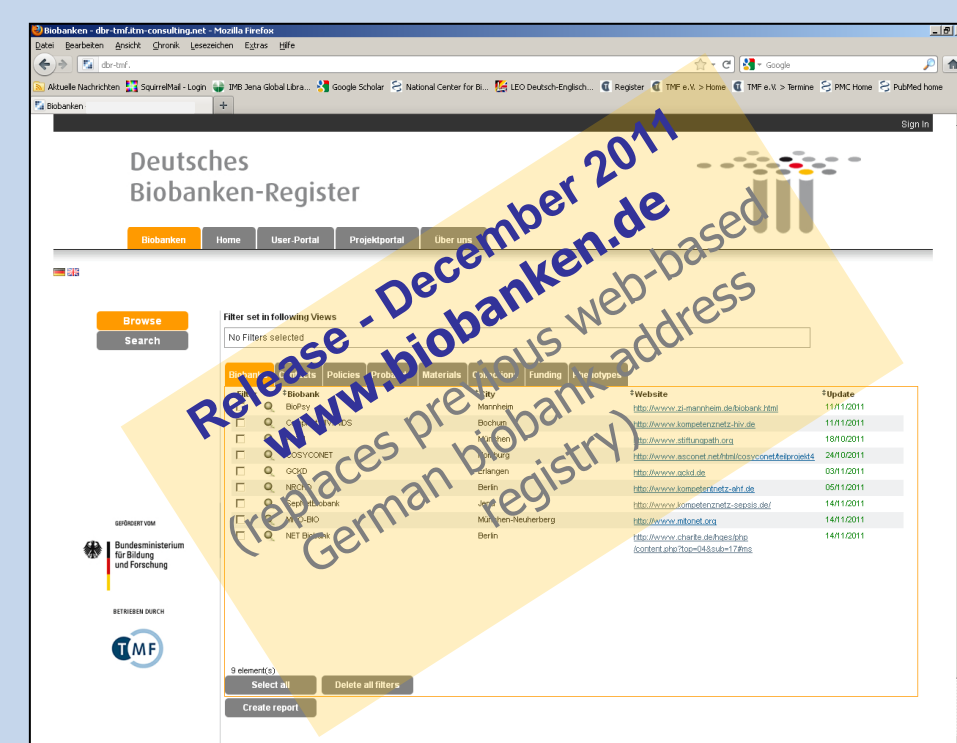 Biobanken - dbr-tmf.itm-consulting.net - Mozilla Firefox
Datei Bearbeiten Ansicht Chronik Lesezeichen Extras Hilfe
dbr-tmf.
Google
Aktuelle Nachrichten SquirrelMail - Login IMB Jena Global Libra... Google Scholar National Center for Bi... LEO Deutsch-Englisch... Register TMF e.V. > Home TMF e.V. > Termine PMC Home PubMed home
Biobanken
Sign In
Deutsches
Biobanken-Register
Biobanken Home User-Portal Projektportal Über uns
Release - December 2011
www.biobanken.de
(replaces previous web-based
German biobank address
registry)
Browse
Search
Filter set in following Views
No Filters selected
Policies Materials Funding Phenotypes
Biobank City Website Update
BioPsy Mannheim http://www.zi-mannheim.de/biobank.html 11/11/2011
Bochum http://www.kompetenznetz-hiv.de 11/11/2011
München http://www.stiftungpath.org 18/10/2011
COSYCONET Homburg http://www.asconet.net/html/cosyconet/teilprojekt4 24/10/2011
GCKD Erlangen http://www.gckd.de 03/11/2011
Berlin http://www.kompetentnetz-ahf.de 05/11/2011
SepNetBiobank Jena http://www.kompetenznetz-sepsis.de/ 14/11/2011
München-Neuherberg http://www.mitonet.org 14/11/2011
NET Biobank Berlin http://www.charite.de/hqes/php 14/11/2011
/content.php?top=04&sub=17#ms
GEFÖRDERT VOM
Bundesministerium
für Bildung
und Forschung
BETRIEBEN DURCH
TMF
9 element(s)
Select all Delete all filters
Create report